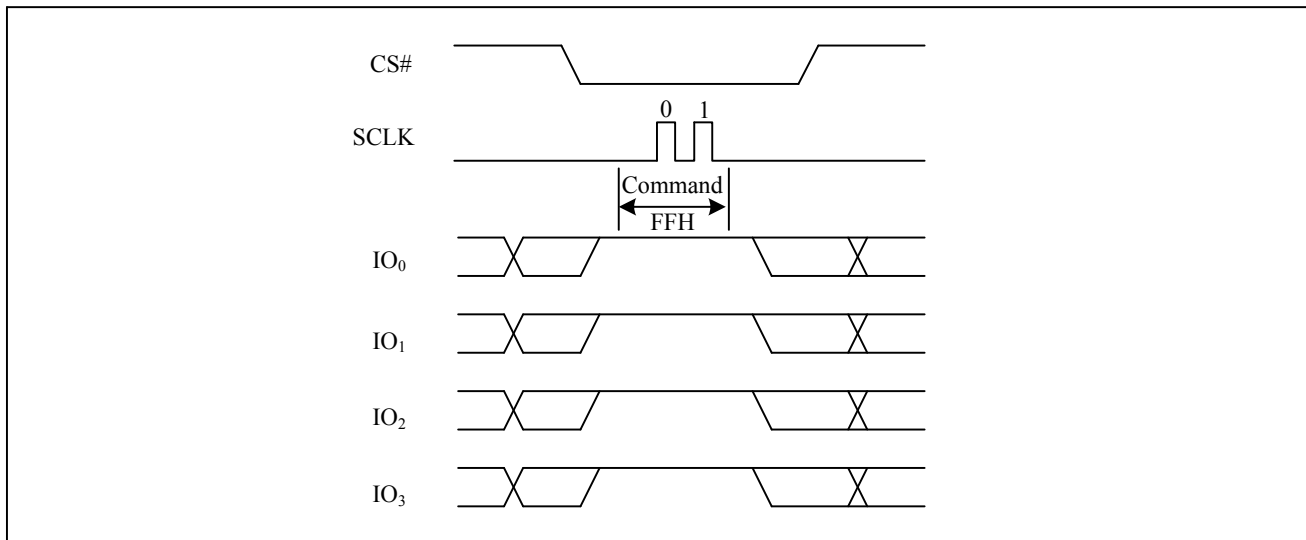 CS#
0 1
SCLK
Command
FFH
IO₀
IO₁
IO₂
IO₃